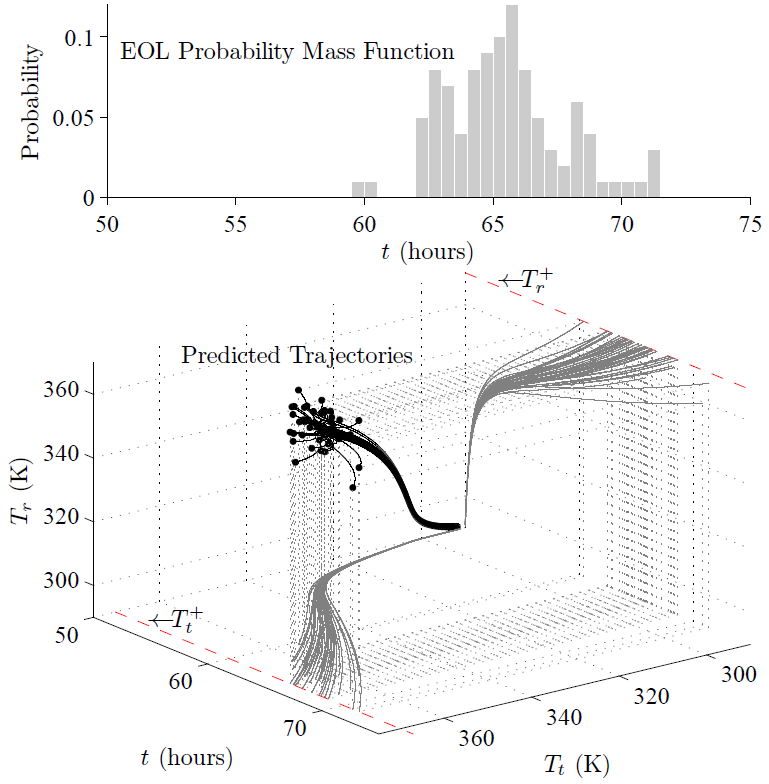 0.1
EOL Probability Mass Function
Probability
0.05
0
50 55 60 65 70 75
t (hours)
←T_r^+
Predicted Trajectories
360
340
T_r (K)
320
300
←T_t^+
50
60
70
t (hours)
300
320
340
360
T_t (K)